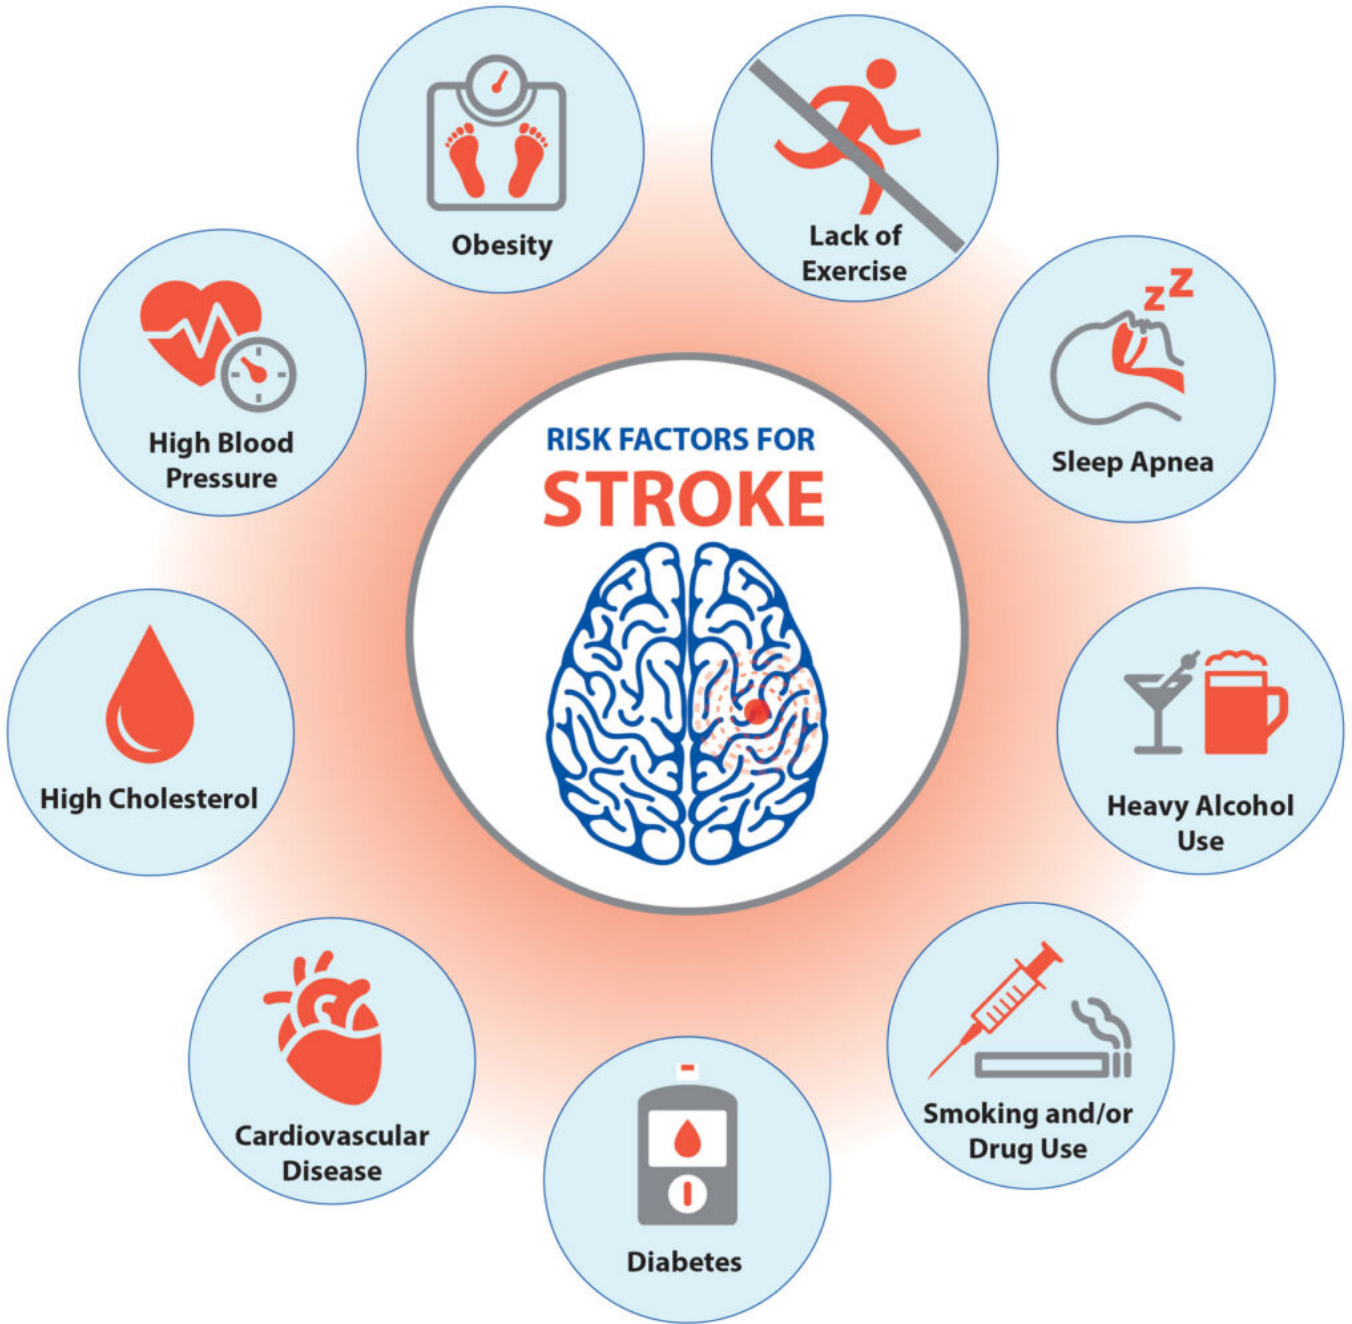 RISK FACTORS FOR
STROKE
Obesity
Lack of
Exercise
zZ
Sleep Apnea
Heavy Alcohol
Use
Smoking and/or
Drug Use
Diabetes
Cardiovascular
Disease
High Cholesterol
High Blood
Pressure